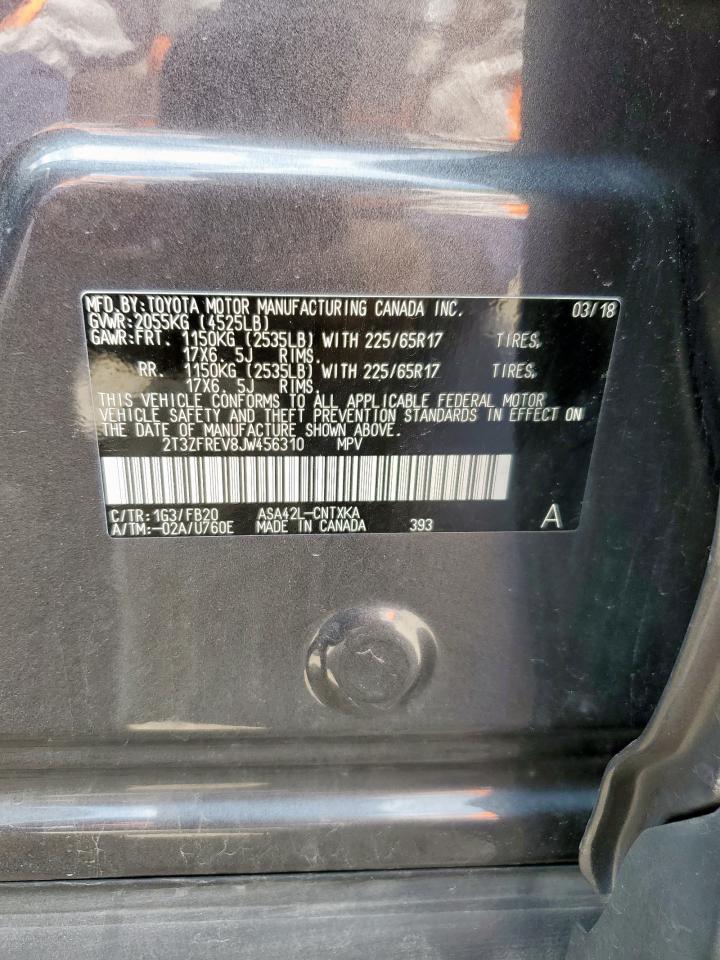 MFD.BY:TOYOTA MOTOR MANUFACTURING CANADA INC. 03/18
GVWR:2055KG (4525LB)
GAWR:FRT. 1150KG (2535LB) WITH 225/65R17 TIRES,
17X6. 5J RIMS.
RR. 1150KG (2535LB) WITH 225/65R17 TIRES,
17X6. 5J RIMS.
THIS VEHICLE CONFORMS TO ALL APPLICABLE FEDERAL MOTOR
VEHICLE SAFETY AND THEFT PREVENTION STANDARDS IN EFFECT ON
THE DATE OF MANUFACTURE SHOWN ABOVE.
2T3ZFREV8JW456310 MPV
C/TR:1G3/FB20 ASA42L-CNTXKA
A/TM:-02A/U760E MADE IN CANADA 393 A